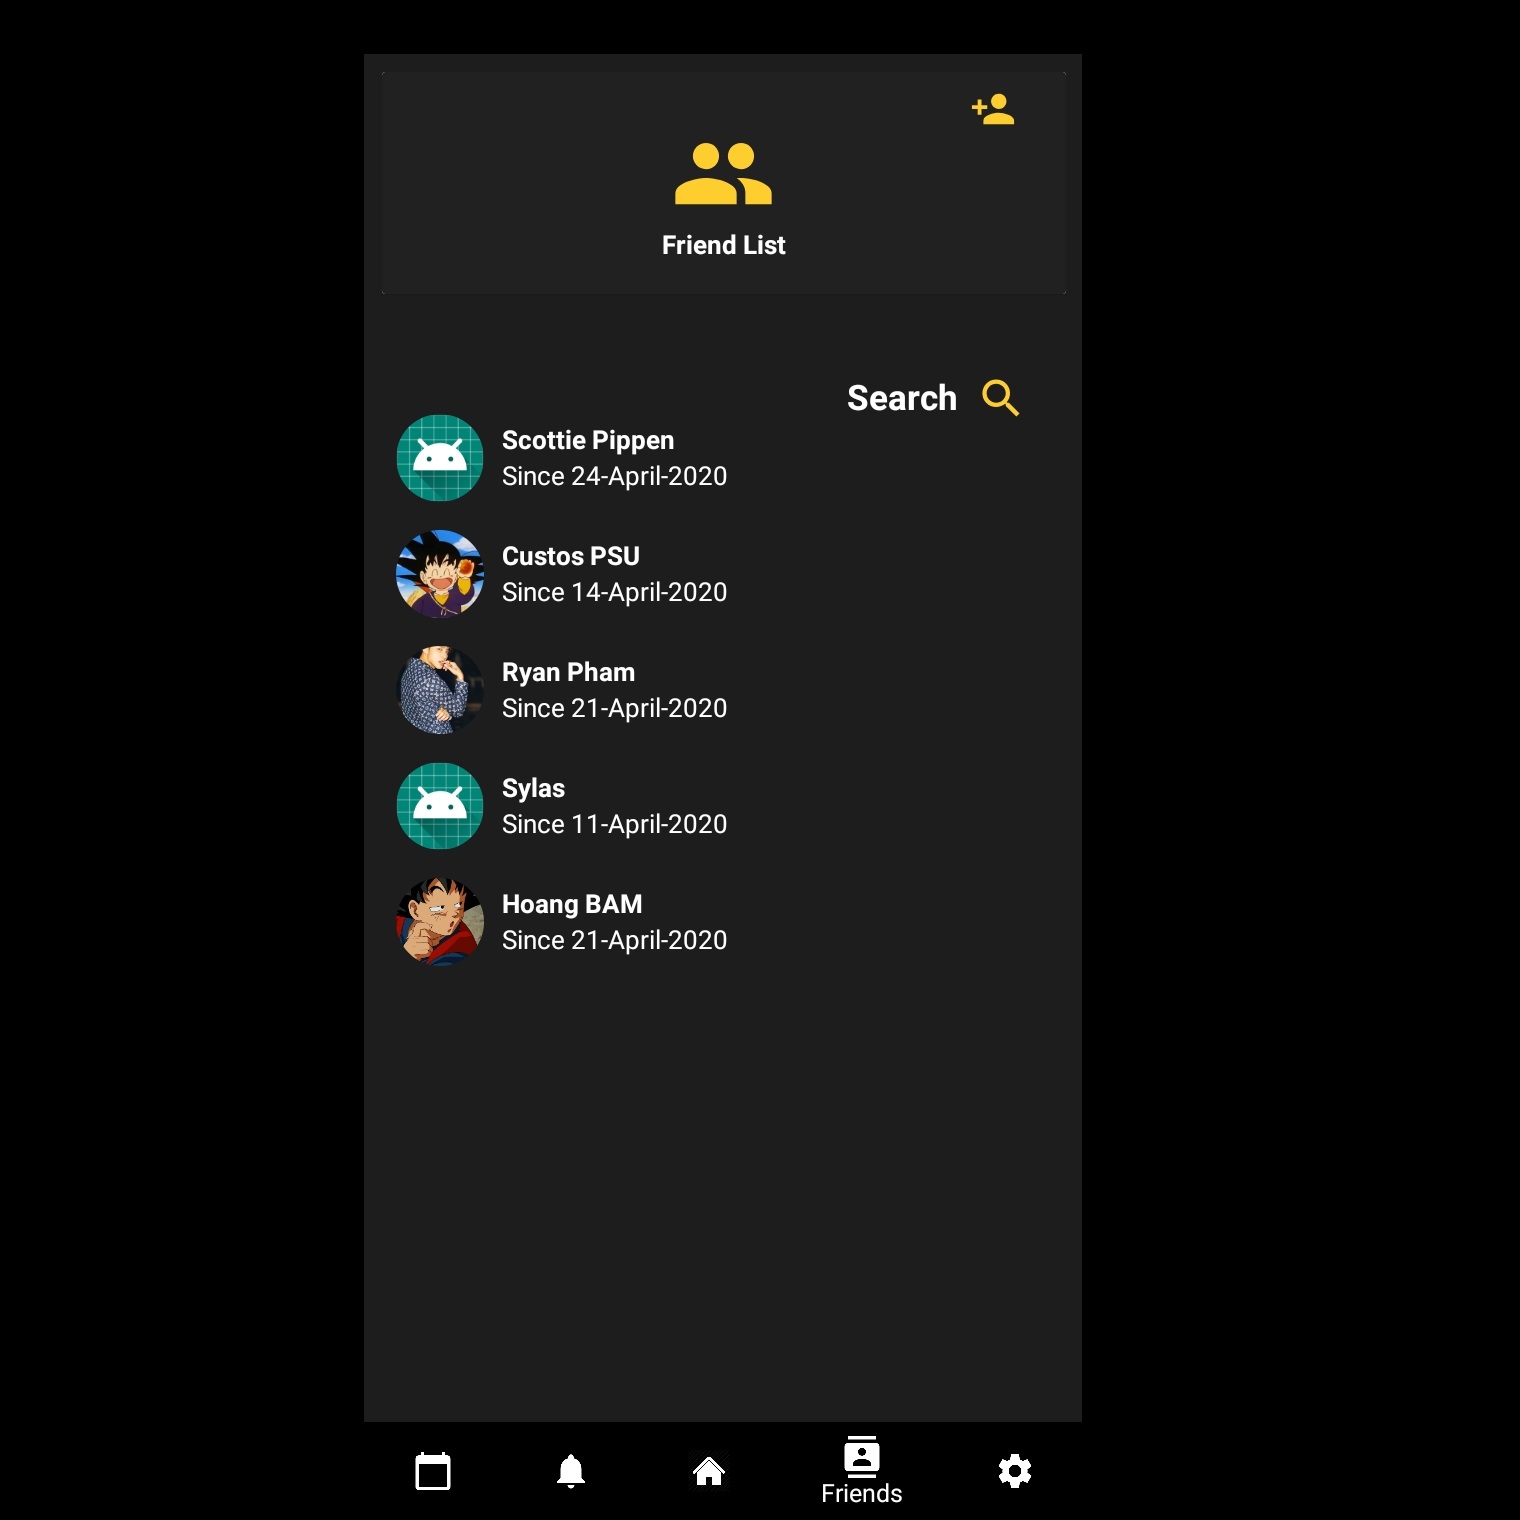 Friend List
Search
Scottie Pippen
Since 24-April-2020
Custos PSU
Since 14-April-2020
Ryan Pham
Since 21-April-2020
Sylas
Since 11-April-2020
Hoang BAM
Since 21-April-2020
Friends